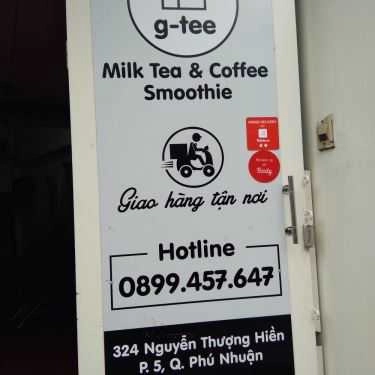 g-tee
Milk Tea & Coffee
Smoothie
Giao hàng tận nơi
Hotline
0899.457.647
324 Nguyễn Thượng Hiền
P. 5, Q. Phú Nhuận